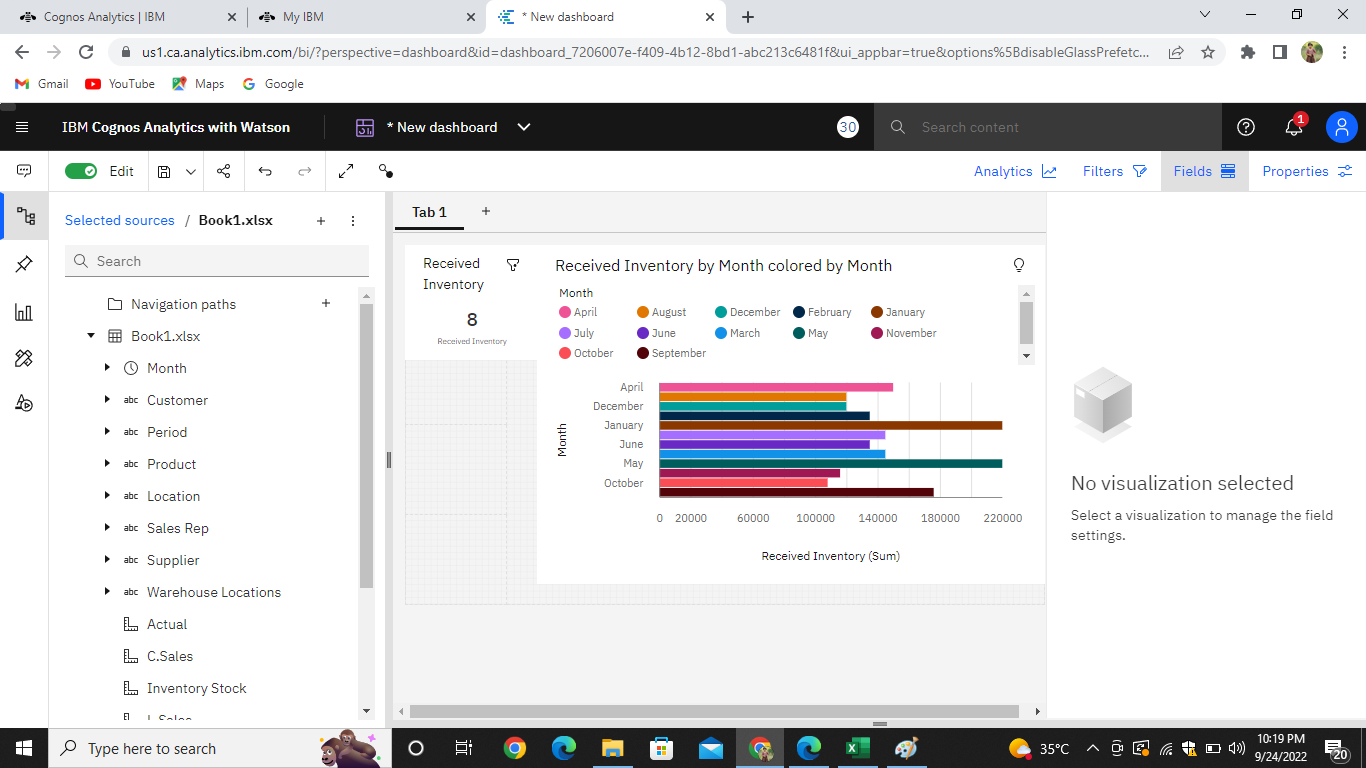 Cognos Analytics | IBM
My IBM
* New dashboard
us1.ca.analytics.ibm.com/bi/?perspective=dashboard&id=dashboard_7206007e-f409-4b12-8bd1-abc213c6481f&ui_appbar=true&options%5BdisableGlassPrefetc...
Gmail
YouTube
Maps
Google
IBM Cognos Analytics with Watson
* New dashboard
30
Search content
1
Edit
Analytics
Filters
Fields
Properties
Selected sources / Book1.xlsx
Search
Navigation paths
Book1.xlsx
Month
abc Customer
abc Period
abc Product
abc Location
abc Sales Rep
abc Supplier
abc Warehouse Locations
Actual
C.Sales
Inventory Stock
Tab 1
Received
Inventory
8
Received Inventory
Received Inventory by Month colored by Month
Month
April August December February January
July June March May November
October September
Month
April
December
January
June
May
October
0 20000 60000 100000 140000 180000 220000
Received Inventory (Sum)
No visualization selected
Select a visualization to manage the field
settings.
Type here to search
35°C
10:19 PM
9/24/2022
20